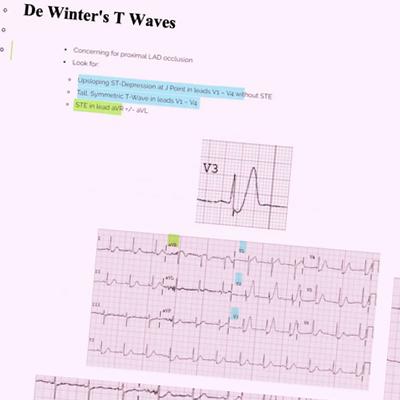 De Winter's T Waves
Concerning for proximal LAD occlusion
Look for:
Upsloping ST-Depression at J Point in leads V1 – V4 without STE
Tall, Symmetric T-Wave in leads V1 – V4
STE in lead aVR +/- aVL
V3
I aVR V1 V4
II aVL V2 V5
III aVF V3 V6